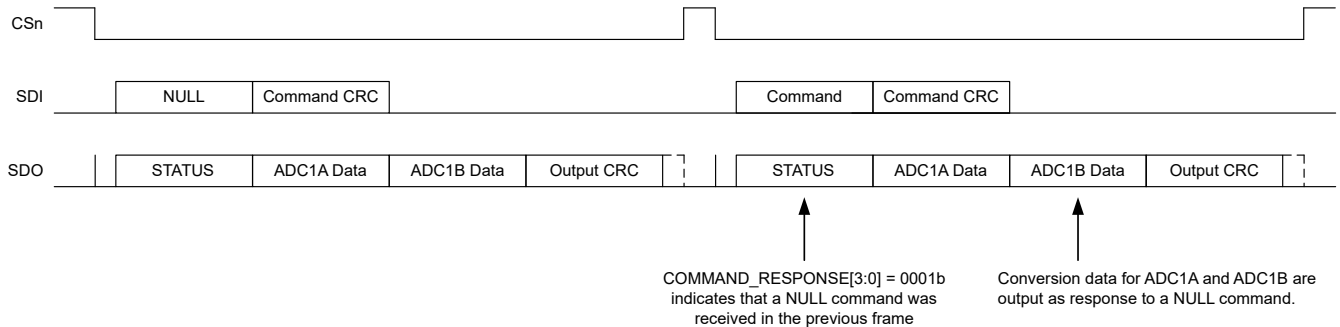 CSn
SDI NULL Command CRC Command Command CRC
SDO STATUS ADC1A Data ADC1B Data Output CRC STATUS ADC1A Data ADC1B Data Output CRC
COMMAND_RESPONSE[3:0] = 0001b
indicates that a NULL command was
received in the previous frame
Conversion data for ADC1A and ADC1B are
output as response to a NULL command.